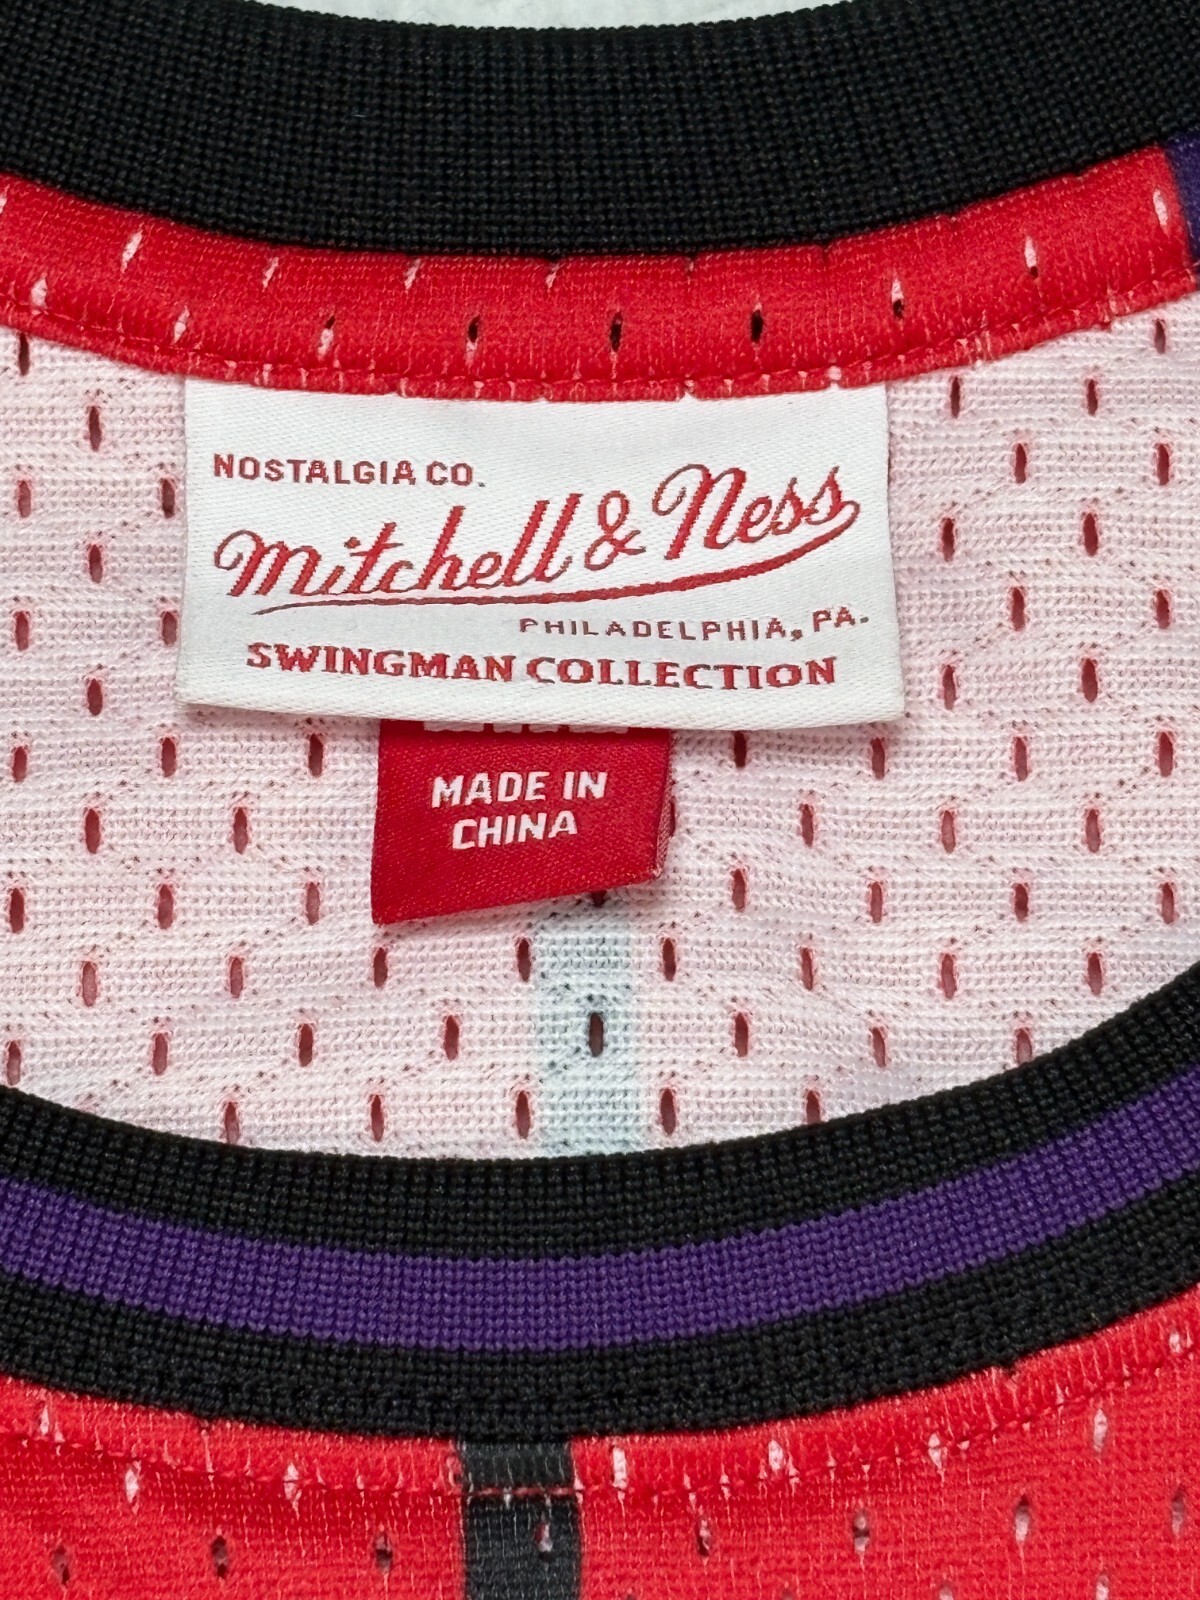 NOSTALGIA CO.
Mitchell & Ness
PHILADELPHIA, PA.
SWINGMAN COLLECTION
MADE IN
CHINA